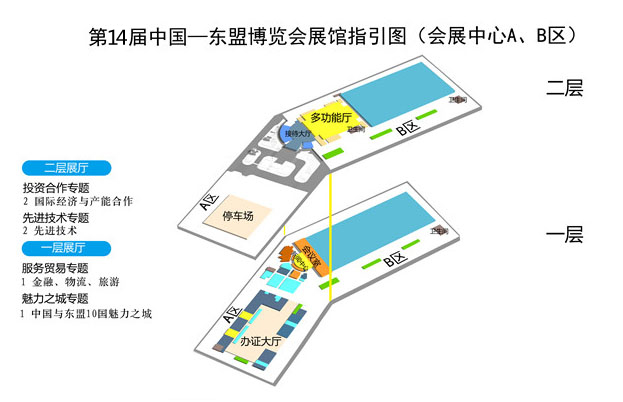 第14届中国—东盟博览会展馆指引图（会展中心A、B区）
二层
多功能厅
卫生间
接待大厅
卫生间
B区
A区
停车场
二层展厅
投资合作专题
2 国际经济与产能合作
先进技术专题
2 先进技术
一层展厅
服务贸易专题
1 金融、物流、旅游
魅力之城专题
1 中国与东盟10国魅力之城
一层
会议室
卫生间
B区
A区
办证大厅